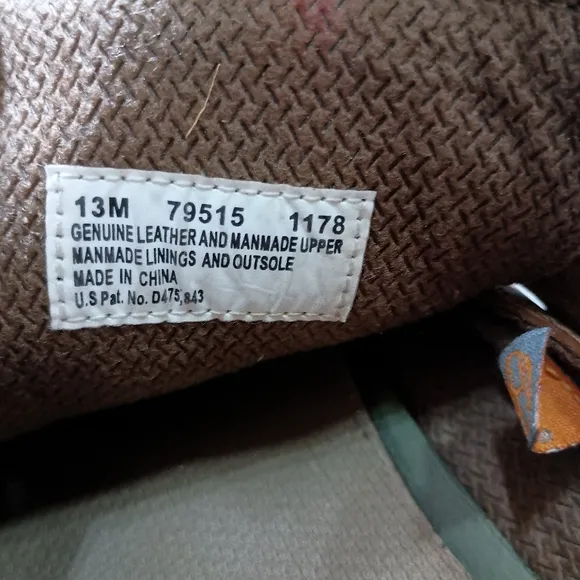 13M 79515 1178
GENUINE LEATHER AND MANMADE UPPER
MANMADE LININGS AND OUTSOLE
MADE IN CHINA
U.S Pat. No. D475,843